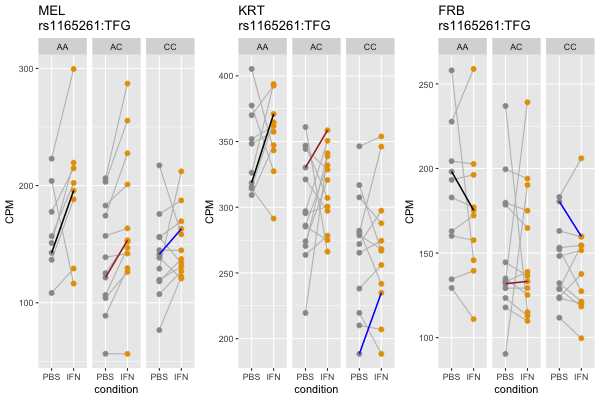 MEL
rs1165261:TFG
AA AC CC
300
200
100
CPM
PBS IFN PBS IFN PBS IFN
condition
KRT
rs1165261:TFG
AA AC CC
400
350
300
250
200
CPM
PBS IFN PBS IFN PBS IFN
condition
FRB
rs1165261:TFG
AA AC CC
250
200
150
100
CPM
PBS IFN PBS IFN PBS IFN
condition